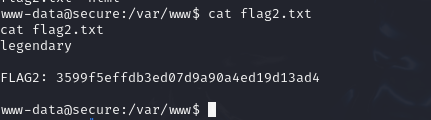 www-data@secure:/var/www$ cat flag2.txt
cat flag2.txt
legendary
FLAG2: 3599f5effdb3ed07d9a90a4ed19d13ad4
www-data@secure:/var/www$